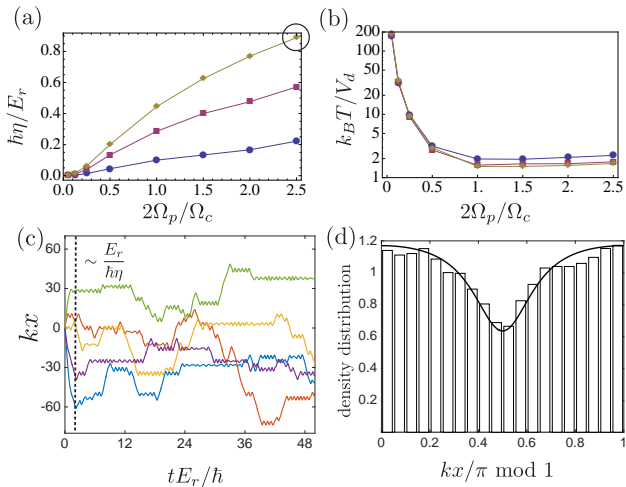 (a)
ħη/E_r
0.8
0.6
0.4
0.2
0.0
0.0 0.5 1.0 1.5 2.0 2.5
2Ω_p/Ω_c
(b)
k_BT/V_d
200
100
50
20
10
5
2
1
0.0 0.5 1.0 1.5 2.0 2.5
2Ω_p/Ω_c
(c)
kx
~ E_r/ħη
60
30
0
-30
-60
0 12 24 36 48
tE_r/ħ
(d)
density distribution
1.2
1
0.8
0.6
0.4
0.2
0 0.2 0.4 0.6 0.8 1
kx/π mod 1